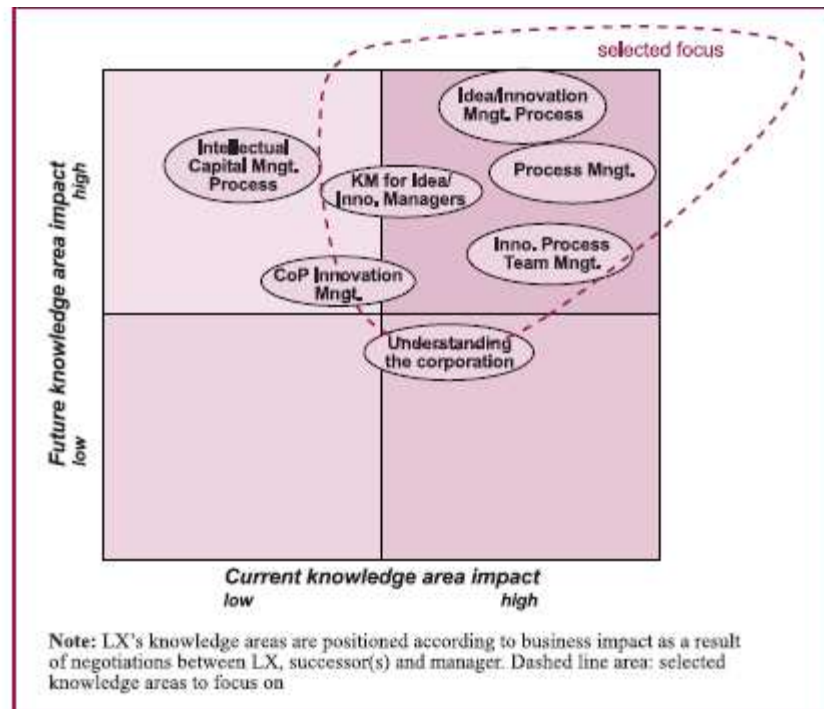 selected focus
Idea/Innovation
Mngt. Process
Intellectual
Capital Mngt.
Process
Process Mngt.
KM for Idea/
Inno. Managers
Inno. Process
Team Mngt.
CoP Innovation
Mngt.
Understanding
the corporation
Future knowledge area impact
low
high
Current knowledge area impact
low
high
Note: LX's knowledge areas are positioned according to business impact as a result
of negotiations between LX, successor(s) and manager. Dashed line area: selected
knowledge areas to focus on